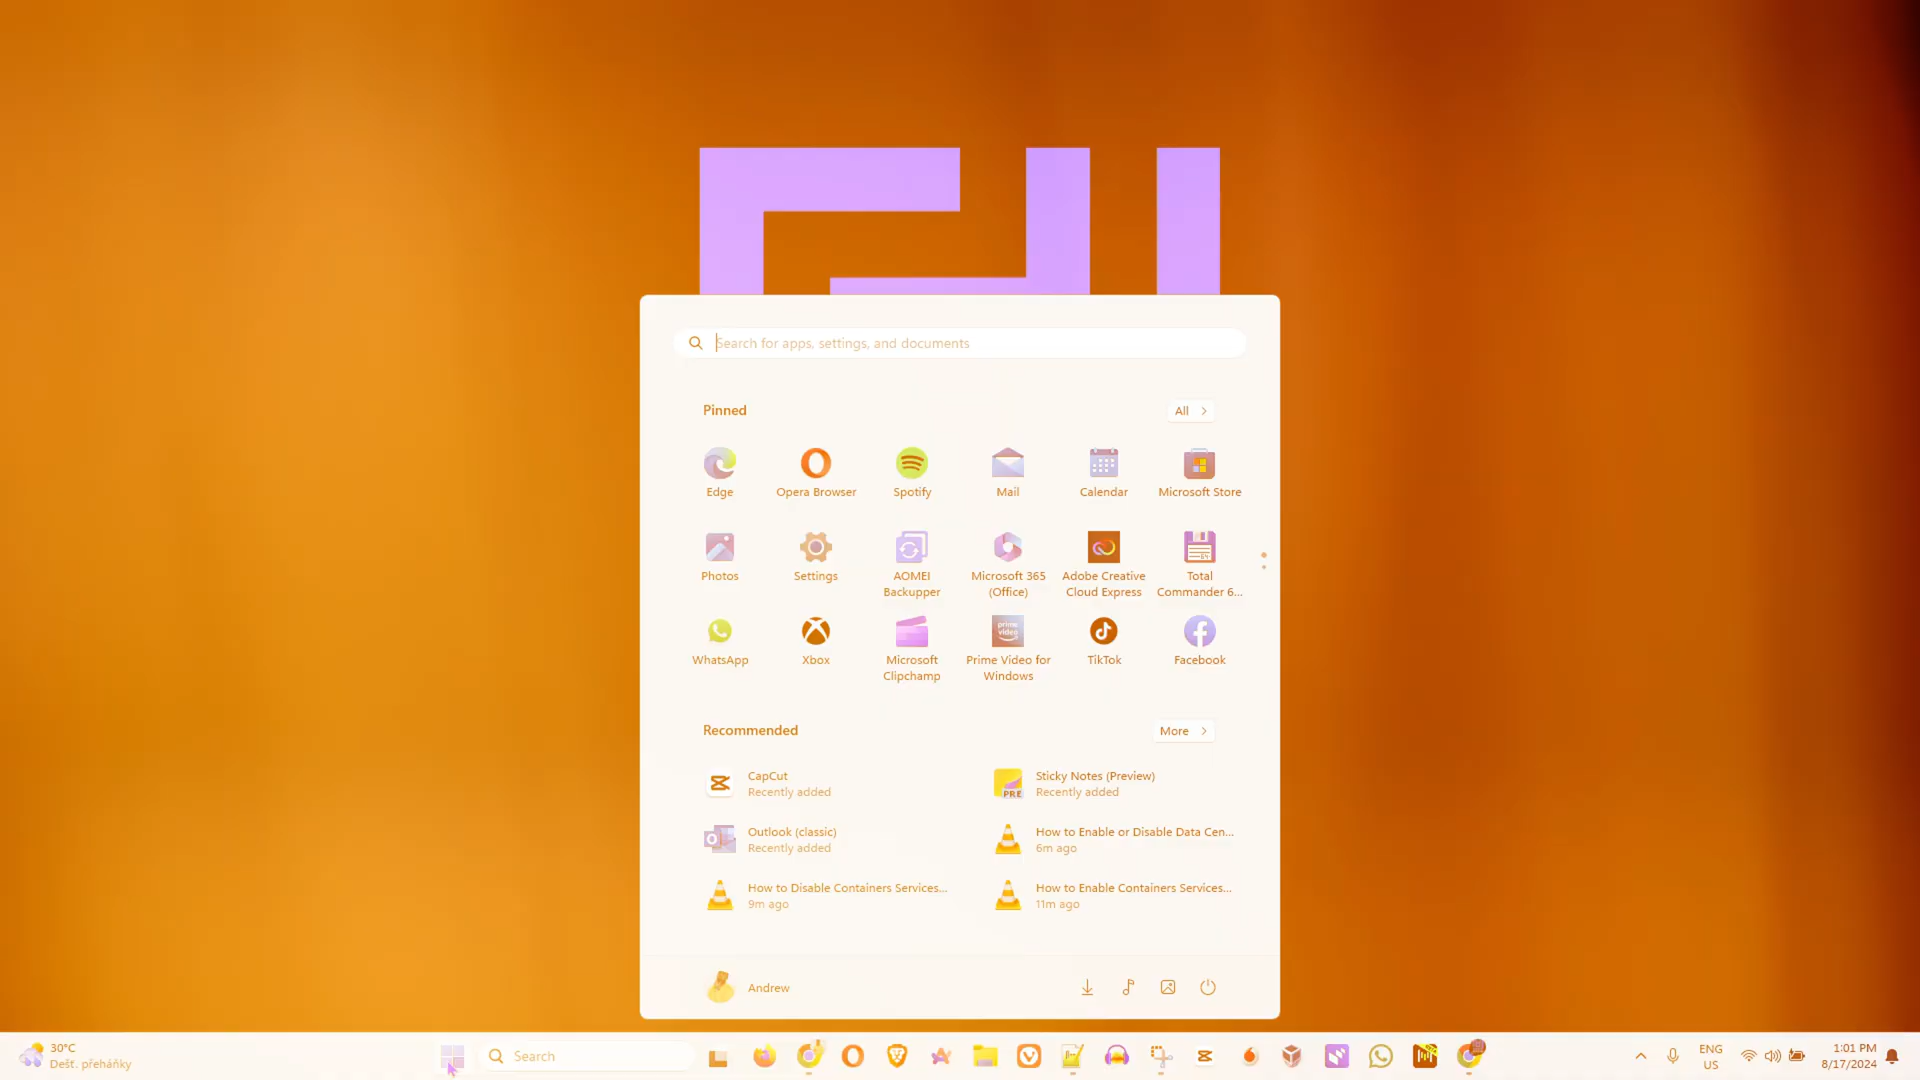 Search for apps, settings, and documents
Pinned
All
Edge
Opera Browser
Spotify
Mail
Calendar
Microsoft Store
Photos
Settings
AOMEI
Backupper
Microsoft 365
(Office)
Adobe Creative
Cloud Express
Total
Commander 6...
WhatsApp
Xbox
Microsoft
Clipchamp
prime
video
Prime Video for
Windows
TikTok
Facebook
Recommended
More
CapCut
Recently added
PRE
Sticky Notes (Preview)
Recently added
Outlook (classic)
Recently added
How to Enable or Disable Data Cen...
6m ago
How to Disable Containers Services...
9m ago
How to Enable Containers Services...
11m ago
Andrew
30°C
Dešť. přeháňky
Search
ENG
US
1:01 PM
8/17/2024